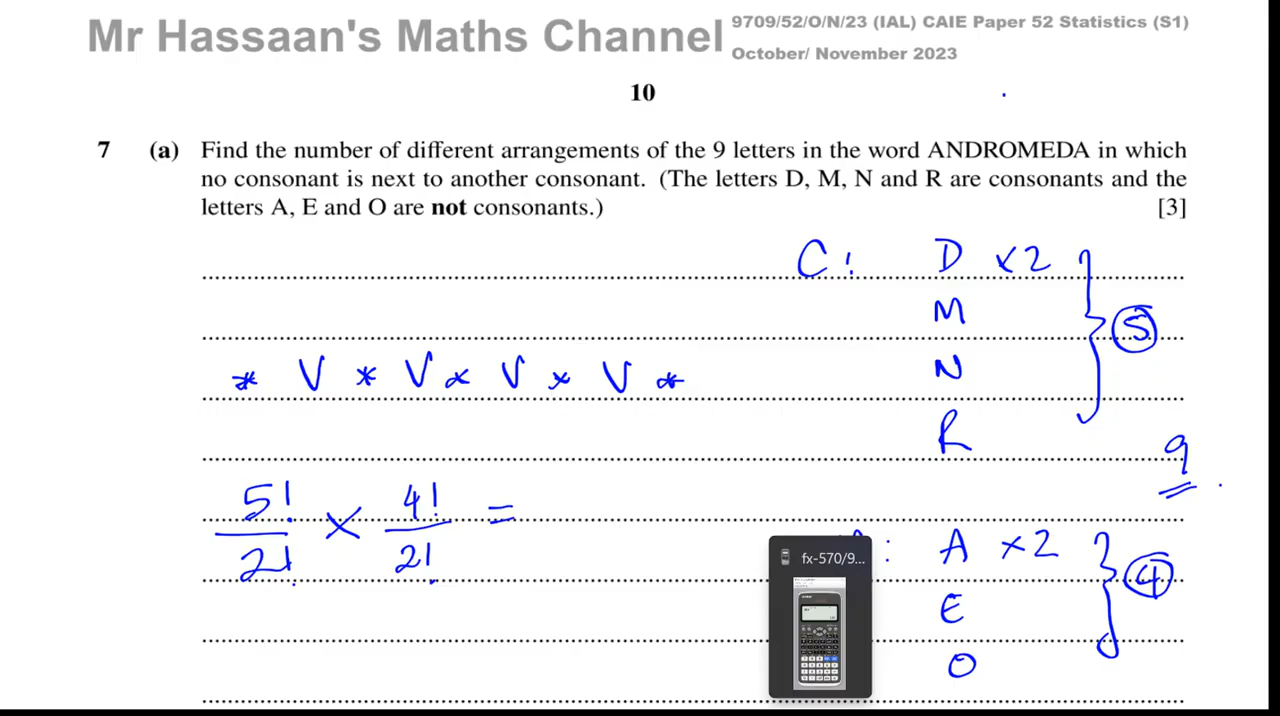 Mr Hassaan's Maths Channel
9709/52/O/N/23 (IAL) CAIE Paper 52 Statistics (S1)
October/ November 2023
10
7 (a) Find the number of different arrangements of the 9 letters in the word ANDROMEDA in which
no consonant is next to another consonant. (The letters D, M, N and R are consonants and the
letters A, E and O are not consonants.) [3]
C: D ×2
M
5
* V * V * V * V *
N
R
9
5!/2! × 4!/2! =
fx-570/9...
: A ×2
4
E
O